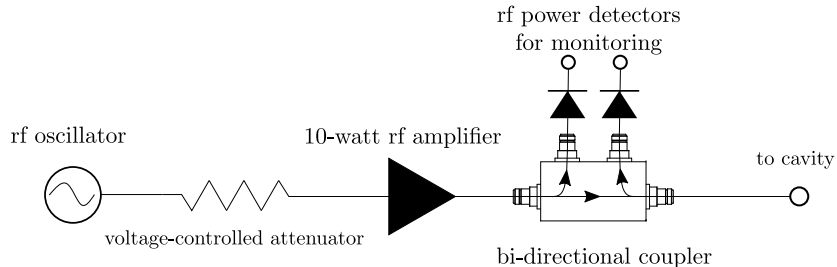 rf power detectors
for monitoring
rf oscillator
10-watt rf amplifier
to cavity
voltage-controlled attenuator
bi-directional coupler